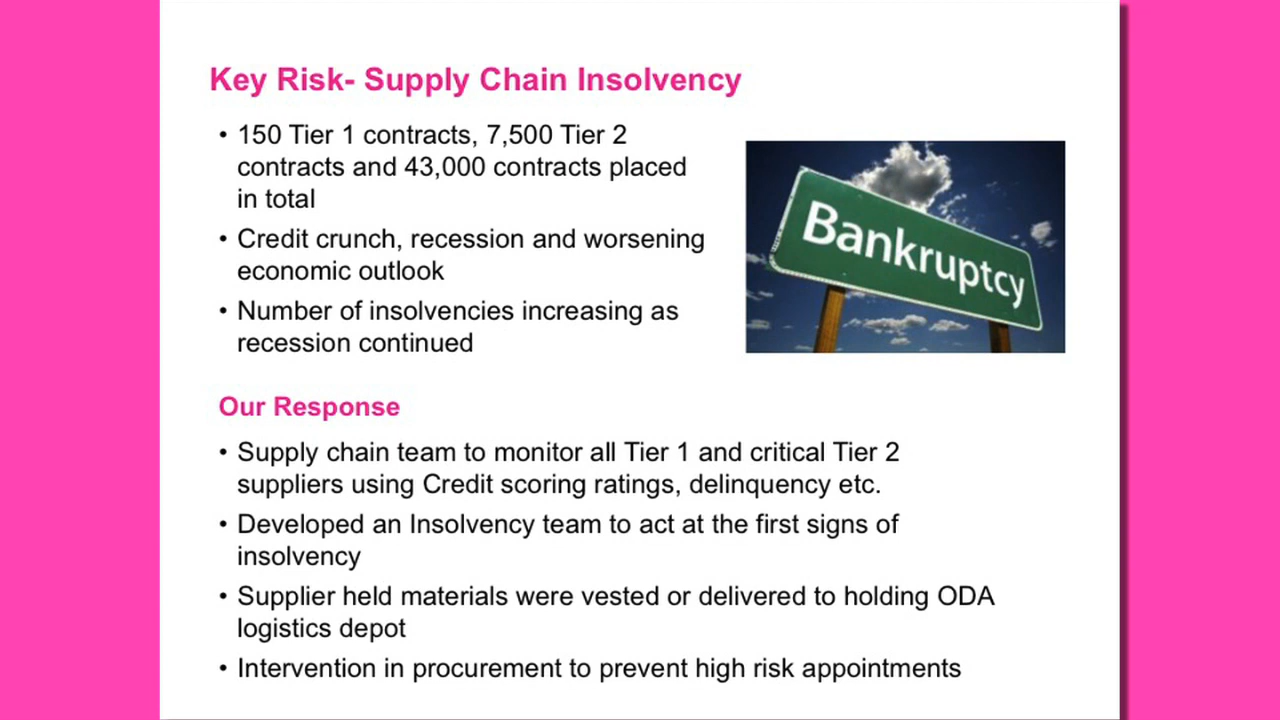 Key Risk- Supply Chain Insolvency
• 150 Tier 1 contracts, 7,500 Tier 2
contracts and 43,000 contracts placed
in total
• Credit crunch, recession and worsening
economic outlook
• Number of insolvencies increasing as
recession continued
Bankruptcy
Our Response
• Supply chain team to monitor all Tier 1 and critical Tier 2
suppliers using Credit scoring ratings, delinquency etc.
• Developed an Insolvency team to act at the first signs of
insolvency
• Supplier held materials were vested or delivered to holding ODA
logistics depot
• Intervention in procurement to prevent high risk appointments